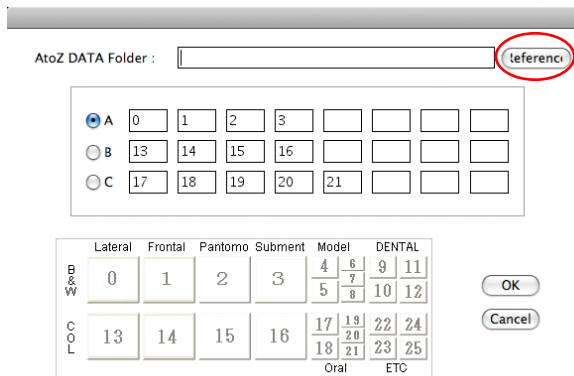 AtoZ DATA Folder :
leferenc
A 0 1 2 3
B 13 14 15 16
C 17 18 19 20 21
Lateral Frontal Pantomo Subment Model DENTAL
B&W 0 1 2 3 4 5 6 7 8 9 10 11 12
COL 13 14 15 16 17 18 19 20 21 22 23 24 25
Oral ETC
OK
Cancel